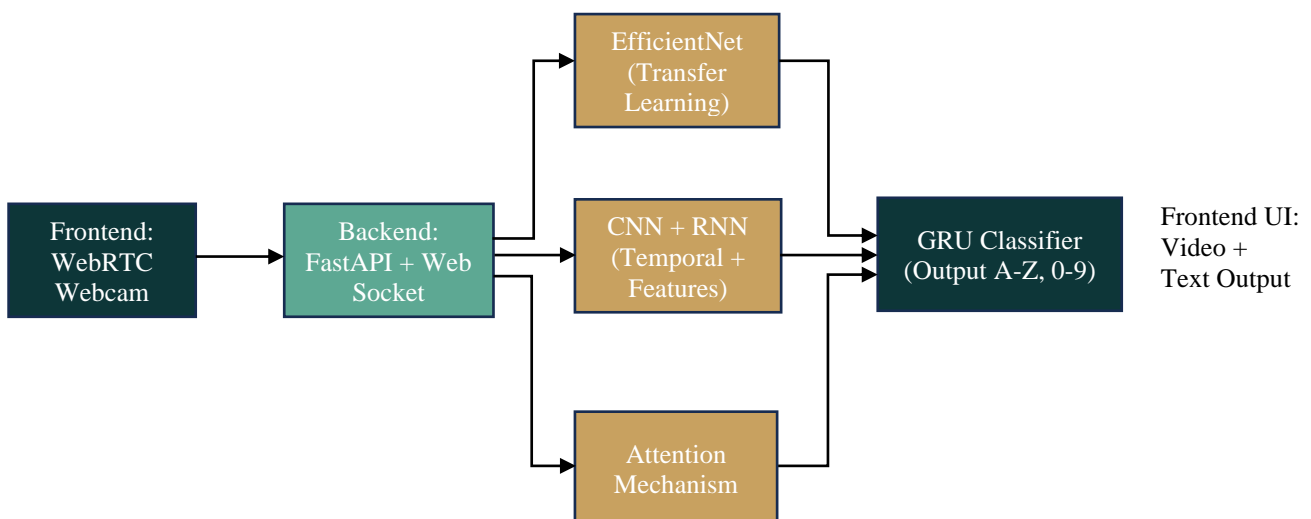 EfficientNet
(Transfer
Learning)
Frontend:
WebRTC
Webcam
Backend:
FastAPI + Web
Socket
CNN + RNN
(Temporal +
Features)
GRU Classifier
(Output A-Z, 0-9)
Frontend UI:
Video +
Text Output
Attention
Mechanism